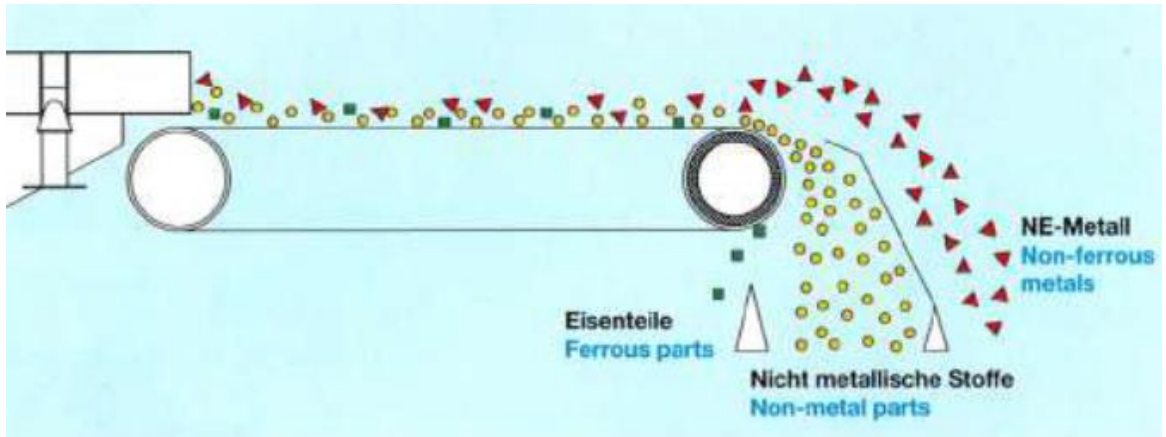 NE-Metall
Non-ferrous
metals
Eisenteile
Ferrous parts
Nicht metallische Stoffe
Non-metal parts